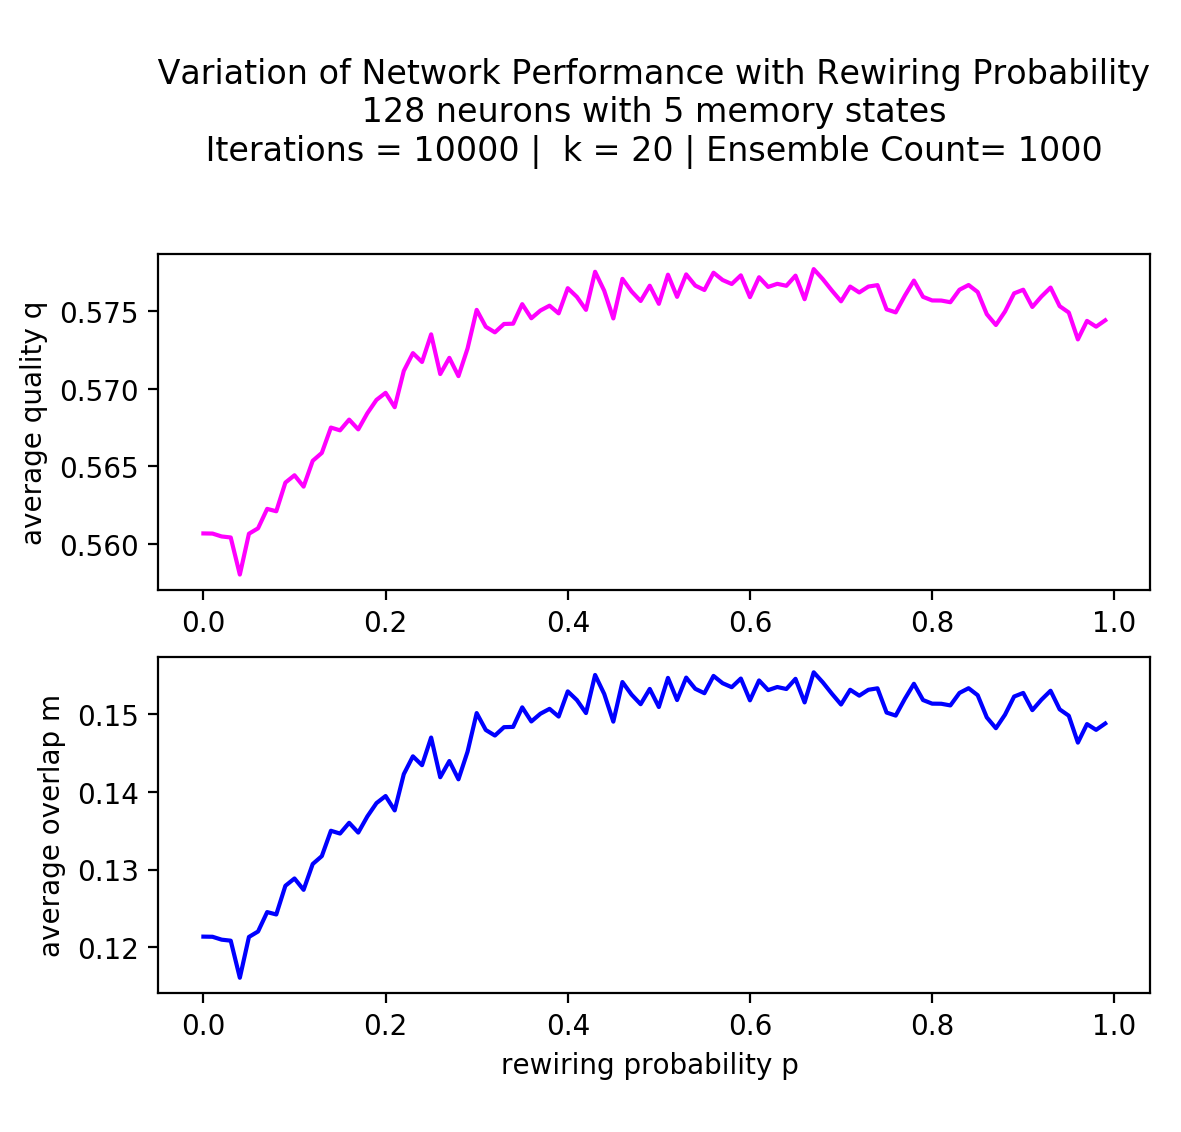 Variation of Network Performance with Rewiring Probability
128 neurons with 5 memory states
Iterations = 10000 |  k = 20 | Ensemble Count= 1000
average quality q
0.575
0.570
0.565
0.560
0.0 0.2 0.4 0.6 0.8 1.0
average overlap m
0.15
0.14
0.13
0.12
0.0 0.2 0.4 0.6 0.8 1.0
rewiring probability p